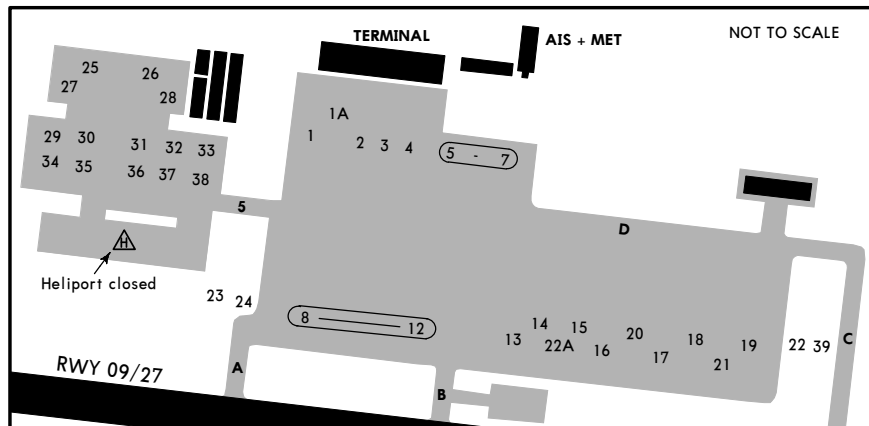 TERMINAL
AIS + MET
NOT TO SCALE
25
26
27
28
1A
1
2
3
4
5 - 7
29
30
31
32
33
34
35
36
37
38
5
D
H
Heliport closed
23
24
8
12
13
14
15
22A
16
20
17
18
21
19
22
39
C
RWY 09/27
A
B